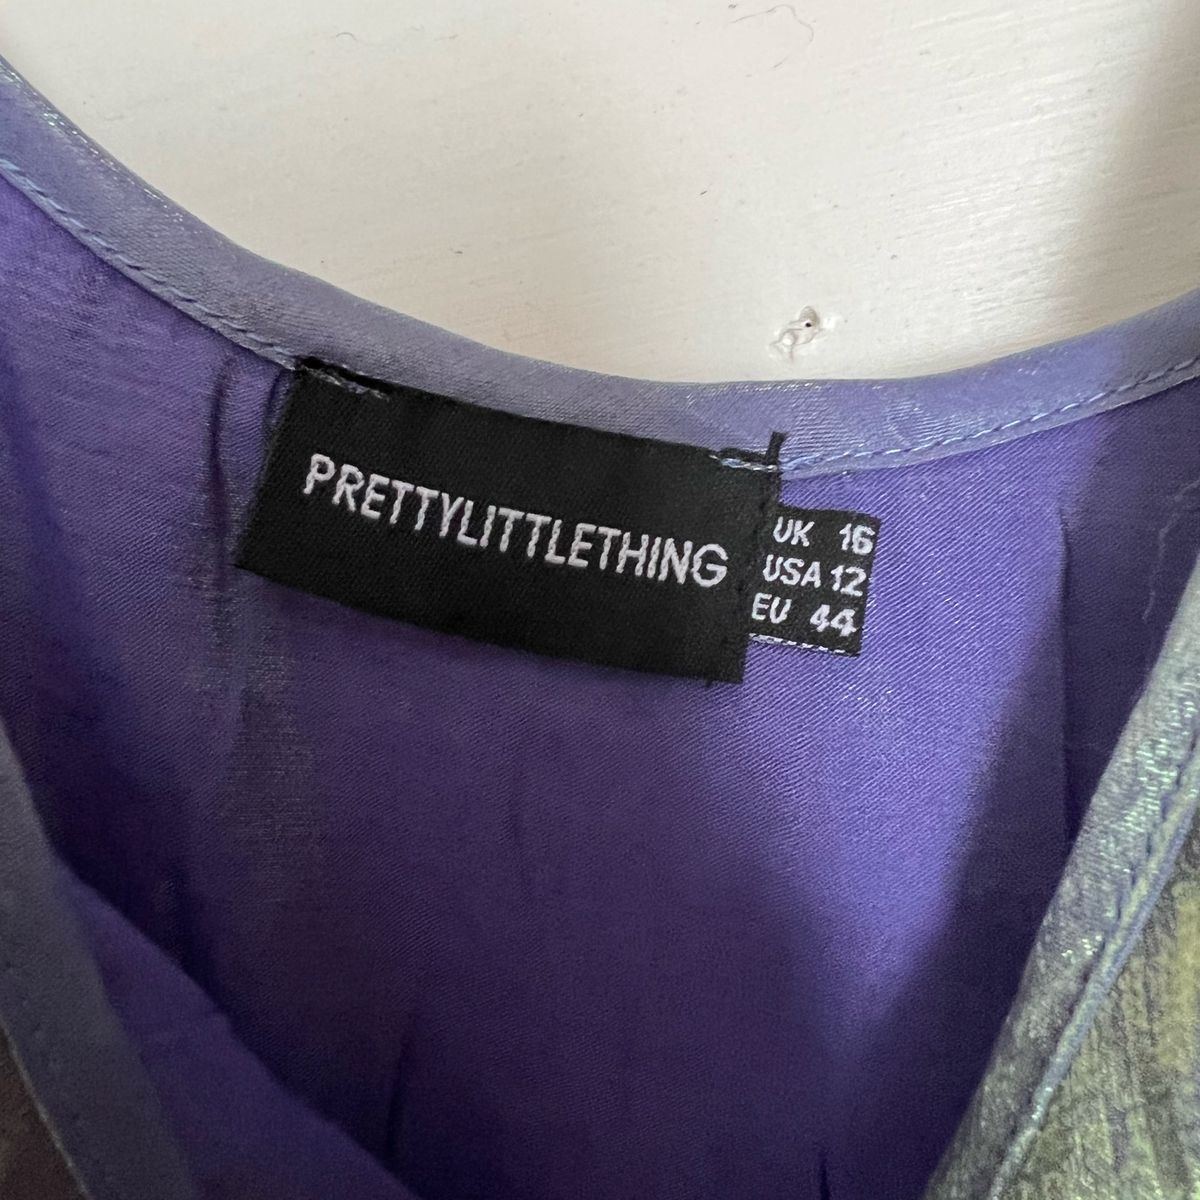 PRETTYLITTLETHING
UK 16
USA 12
EU 44